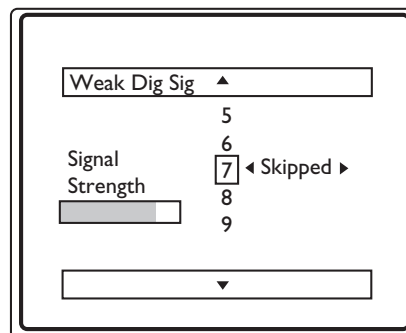 Weak Dig Sig ▲
5
6
Signal
Strength
7 ◀ Skipped ▶
8
9
▼